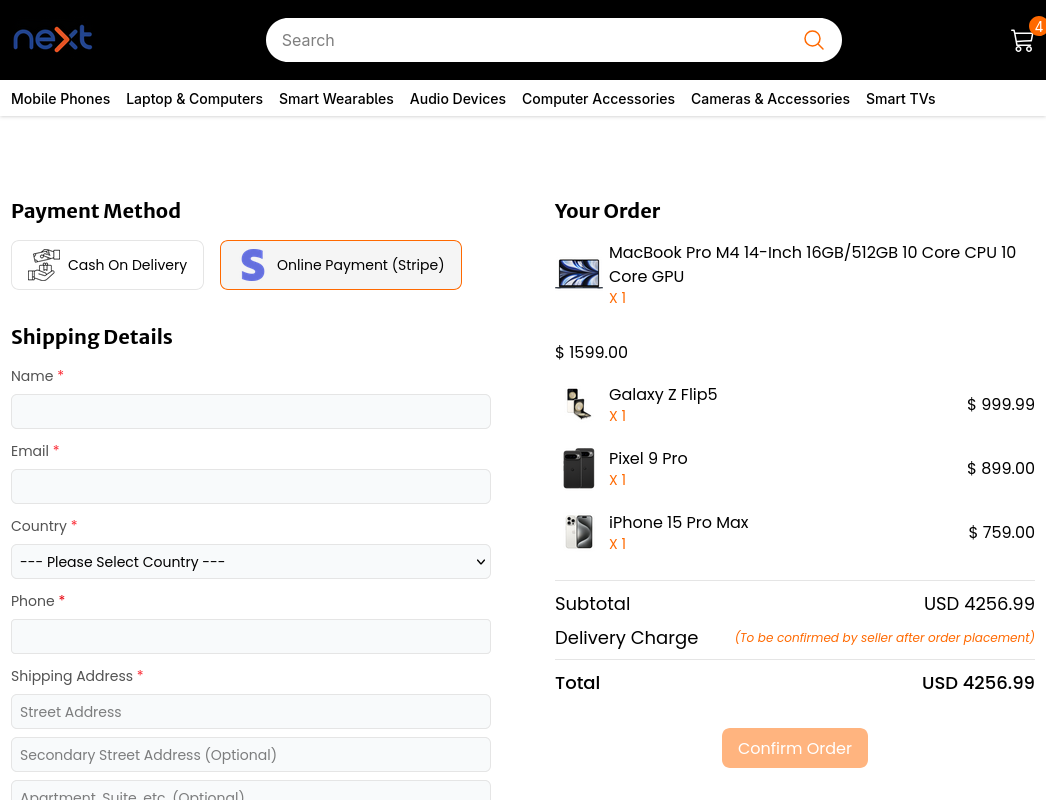 next
Search
4
Mobile Phones Laptop & Computers Smart Wearables Audio Devices Computer Accessories Cameras & Accessories Smart TVs
Payment Method
Cash On Delivery
S
Online Payment (Stripe)
Shipping Details
Name *
Email *
Country *
--- Please Select Country ---
Phone *
Shipping Address *
Street Address
Secondary Street Address (Optional)
Apartment, Suite, etc. (Optional)
Your Order
MacBook Pro M4 14-Inch 16GB/512GB 10 Core CPU 10
Core GPU
X 1
$ 1599.00
Galaxy Z Flip5
X 1
$ 999.99
Pixel 9 Pro
X 1
$ 899.00
iPhone 15 Pro Max
X 1
$ 759.00
Subtotal USD 4256.99
Delivery Charge (To be confirmed by seller after order placement)
Total USD 4256.99
Confirm Order